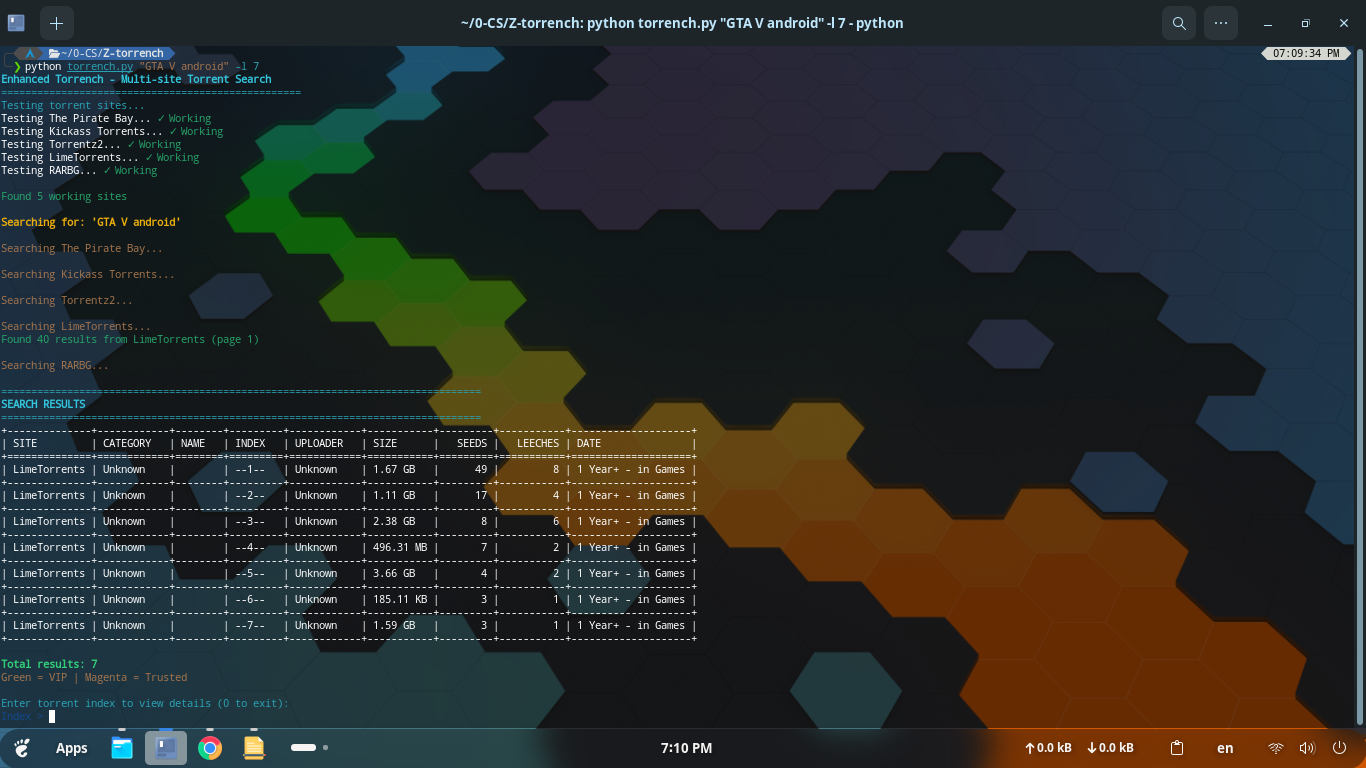 ~/0-CS/Z-torrench: python torrench.py "GTA V android" -l 7 - python
~/0-CS/Z-torrench
07:09:34 PM
❯ python torrench.py "GTA V android" -l 7
Enhanced Torrench - Multi-site Torrent Search
==================================================
Testing torrent sites...
Testing The Pirate Bay... ✓ Working
Testing Kickass Torrents... ✓ Working
Testing Torrentz2... ✓ Working
Testing LimeTorrents... ✓ Working
Testing RARBG... ✓ Working
Found 5 working sites
Searching for: 'GTA V android'
Searching The Pirate Bay...
Searching Kickass Torrents...
Searching Torrentz2...
Searching LimeTorrents...
Found 40 results from LimeTorrents (page 1)
Searching RARBG...
================================================================================
SEARCH RESULTS
================================================================================
+--------------+------------+--------+---------+------------+-----------+---------+-----------+--------------------+
| SITE | CATEGORY | NAME | INDEX | UPLOADER | SIZE | SEEDS | LEECHES | DATE |
+==============+============+========+=========+============+===========+=========+===========+====================+
| LimeTorrents | Unknown | | --1-- | Unknown | 1.67 GB | 49 | 8 | 1 Year+ - in Games |
+--------------+------------+--------+---------+------------+-----------+---------+-----------+--------------------+
| LimeTorrents | Unknown | | --2-- | Unknown | 1.11 GB | 17 | 4 | 1 Year+ - in Games |
+--------------+------------+--------+---------+------------+-----------+---------+-----------+--------------------+
| LimeTorrents | Unknown | | --3-- | Unknown | 2.38 GB | 8 | 6 | 1 Year+ - in Games |
+--------------+------------+--------+---------+------------+-----------+---------+-----------+--------------------+
| LimeTorrents | Unknown | | --4-- | Unknown | 496.31 MB | 7 | 2 | 1 Year+ - in Games |
+--------------+------------+--------+---------+------------+-----------+---------+-----------+--------------------+
| LimeTorrents | Unknown | | --5-- | Unknown | 3.66 GB | 4 | 2 | 1 Year+ - in Games |
+--------------+------------+--------+---------+------------+-----------+---------+-----------+--------------------+
| LimeTorrents | Unknown | | --6-- | Unknown | 185.11 KB | 3 | 1 | 1 Year+ - in Games |
+--------------+------------+--------+---------+------------+-----------+---------+-----------+--------------------+
| LimeTorrents | Unknown | | --7-- | Unknown | 1.59 GB | 3 | 1 | 1 Year+ - in Games |
+--------------+------------+--------+---------+------------+-----------+---------+-----------+--------------------+
Total results: 7
Green = VIP | Magenta = Trusted
Enter torrent index to view details (0 to exit):
Index >
Apps
7:10 PM
↑0.0 kB ↓0.0 kB
en